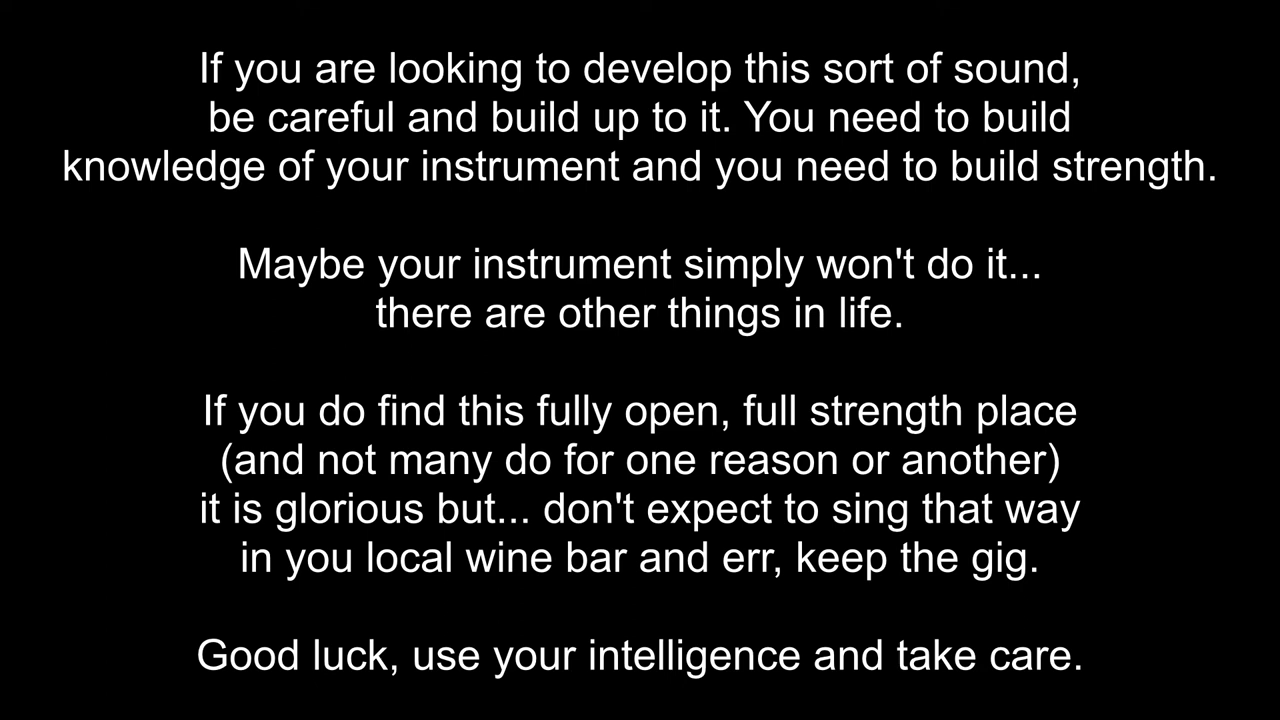 If you are looking to develop this sort of sound,
be careful and build up to it. You need to build
knowledge of your instrument and you need to build strength.
Maybe your instrument simply won't do it...
there are other things in life.
If you do find this fully open, full strength place
(and not many do for one reason or another)
it is glorious but... don't expect to sing that way
in you local wine bar and err, keep the gig.
Good luck, use your intelligence and take care.